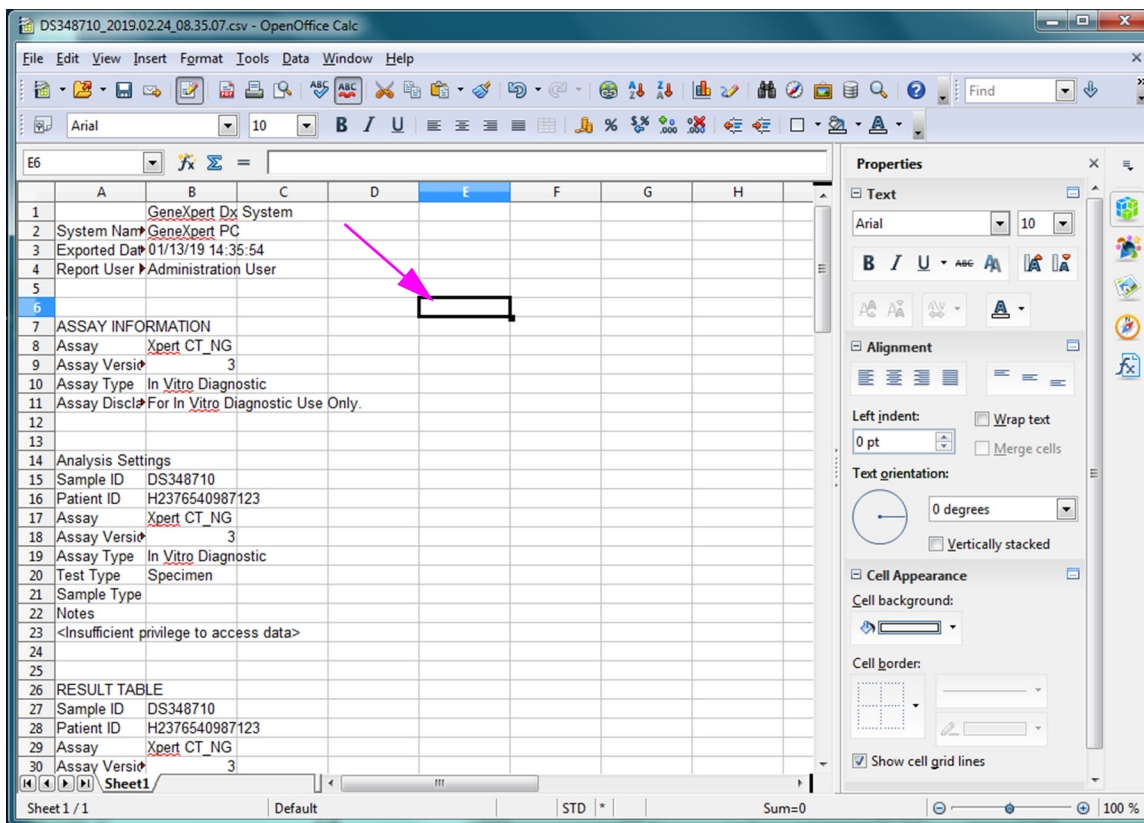 DS348710_2019.02.24_08.35.07.csv - OpenOffice Calc
File Edit View Insert Format Tools Data Window Help
ABC ABC Find
Arial 10 B I U % $% .000 .000 A
E6 fx Σ =
A B C D E F G H
1 GeneXpert Dx System
2 System Nam GeneXpert PC
3 Exported Dat 01/13/19 14:35:54
4 Report User Administration User
5
6
7 ASSAY INFORMATION
8 Assay Xpert CT_NG
9 Assay Versio 3
10 Assay Type In Vitro Diagnostic
11 Assay Discla For In Vitro Diagnostic Use Only.
12
13
14 Analysis Settings
15 Sample ID DS348710
16 Patient ID H2376540987123
17 Assay Xpert CT_NG
18 Assay Versio 3
19 Assay Type In Vitro Diagnostic
20 Test Type Specimen
21 Sample Type
22 Notes
23 <Insufficient privilege to access data>
24
25
26 RESULT TABLE
27 Sample ID DS348710
28 Patient ID H2376540987123
29 Assay Xpert CT_NG
30 Assay Versio 3
Sheet1
Sheet 1 / 1 Default STD * Sum=0 100 %
Properties
Text
Arial 10
B I U ABC AA
A
Alignment
Left indent:
Wrap text
0 pt
Merge cells
Text orientation:
0 degrees
Vertically stacked
Cell Appearance
Cell background:
Cell border:
Show cell grid lines